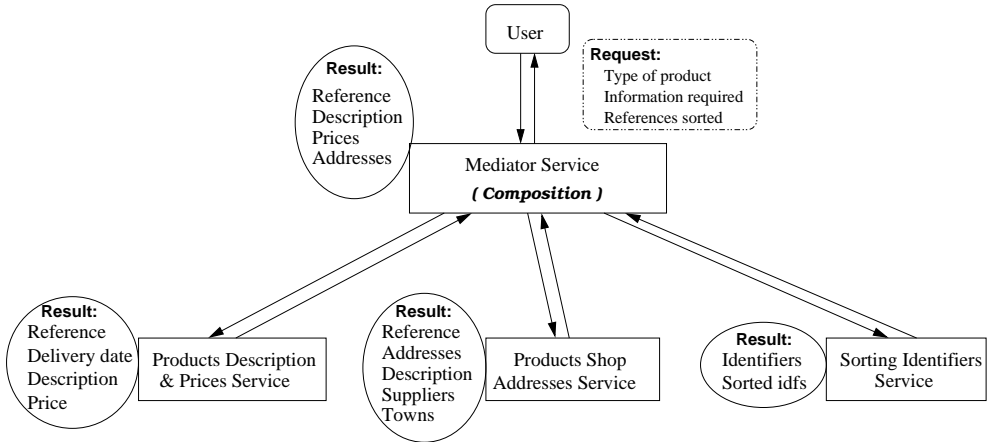 User
Request:
Type of product
Information required
References sorted
Result:
Reference
Description
Prices
Addresses
Mediator Service
( Composition )
Result:
Reference
Delivery date
Description
Price
Products Description
& Prices Service
Result:
Reference
Addresses
Description
Suppliers
Towns
Products Shop
Addresses Service
Result:
Identifiers
Sorted idfs
Sorting Identifiers
Service